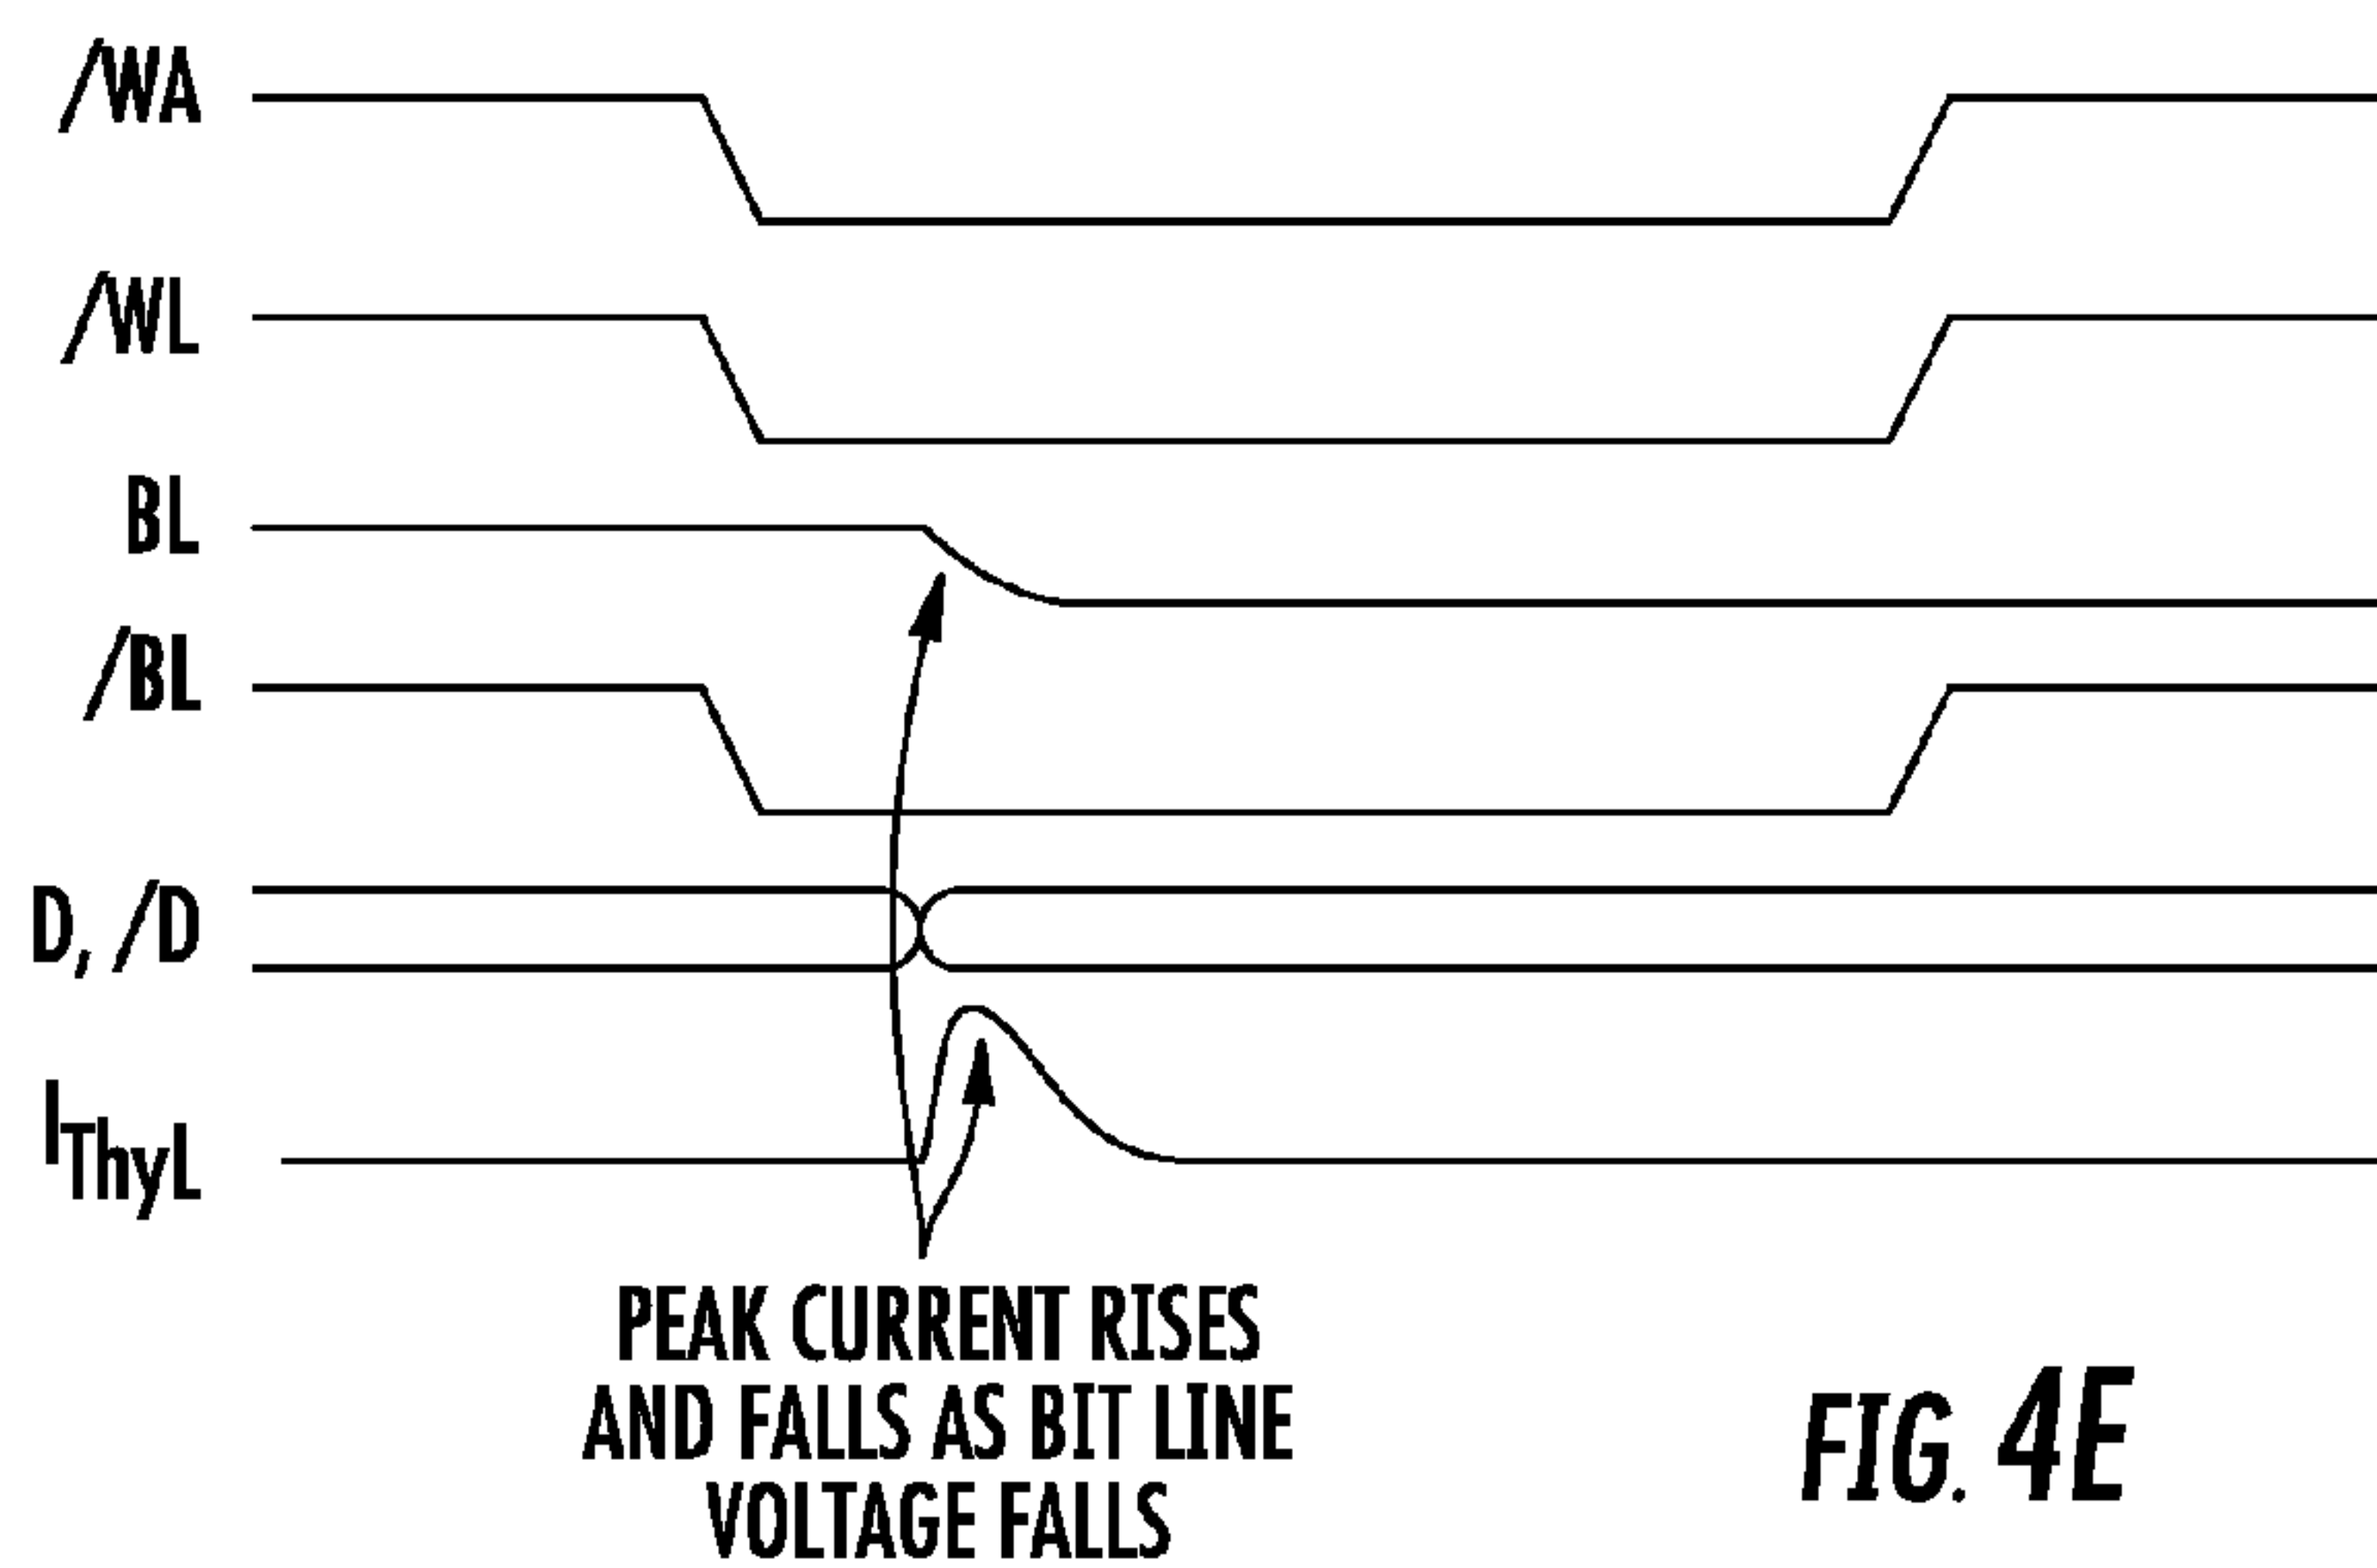 /WA
/WL
BL
/BL
D, /D
IThyL
PEAK CURRENT RISES
AND FALLS AS BIT LINE
VOLTAGE FALLS
FIG. 4E